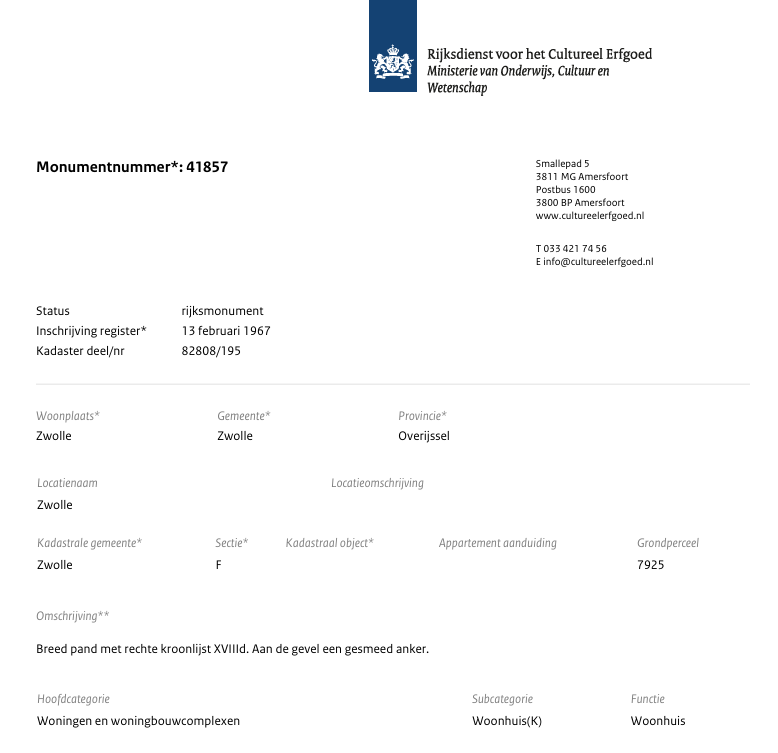 Rijksdienst voor het Cultureel Erfgoed
Ministerie van Onderwijs, Cultuur en
Wetenschap
Monumentnummer*: 41857
Smallepad 5
3811 MG Amersfoort
Postbus 1600
3800 BP Amersfoort
www.cultureelerfgoed.nl
T 033 421 74 56
E info@cultureelerfgoed.nl
Status rijksmonument
Inschrijving register* 13 februari 1967
Kadaster deel/nr 82808/195
Woonplaats* Gemeente* Provincie*
Zwolle Zwolle Overijssel
Locatienaam Locatieomschrijving
Zwolle
Kadastrale gemeente* Sectie* Kadastraal object* Appartement aanduiding Grondperceel
Zwolle F 7925
Omschrijving**
Breed pand met rechte kroonlijst XVIIId. Aan de gevel een gesmeed anker.
Hoofdcategorie Subcategorie Functie
Woningen en woningbouwcomplexen Woonhuis(K) Woonhuis